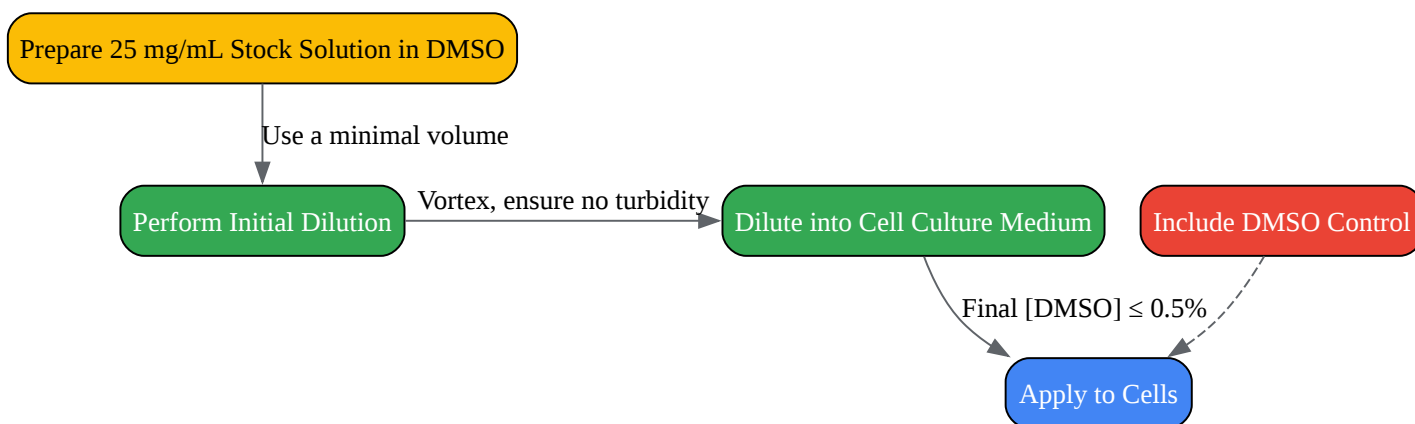 Prepare 25 mg/mL Stock Solution in DMSO
Use a minimal volume
Perform Initial Dilution
Vortex, ensure no turbidity
Dilute into Cell Culture Medium
Include DMSO Control
Final [DMSO] ≤ 0.5%
Apply to Cells